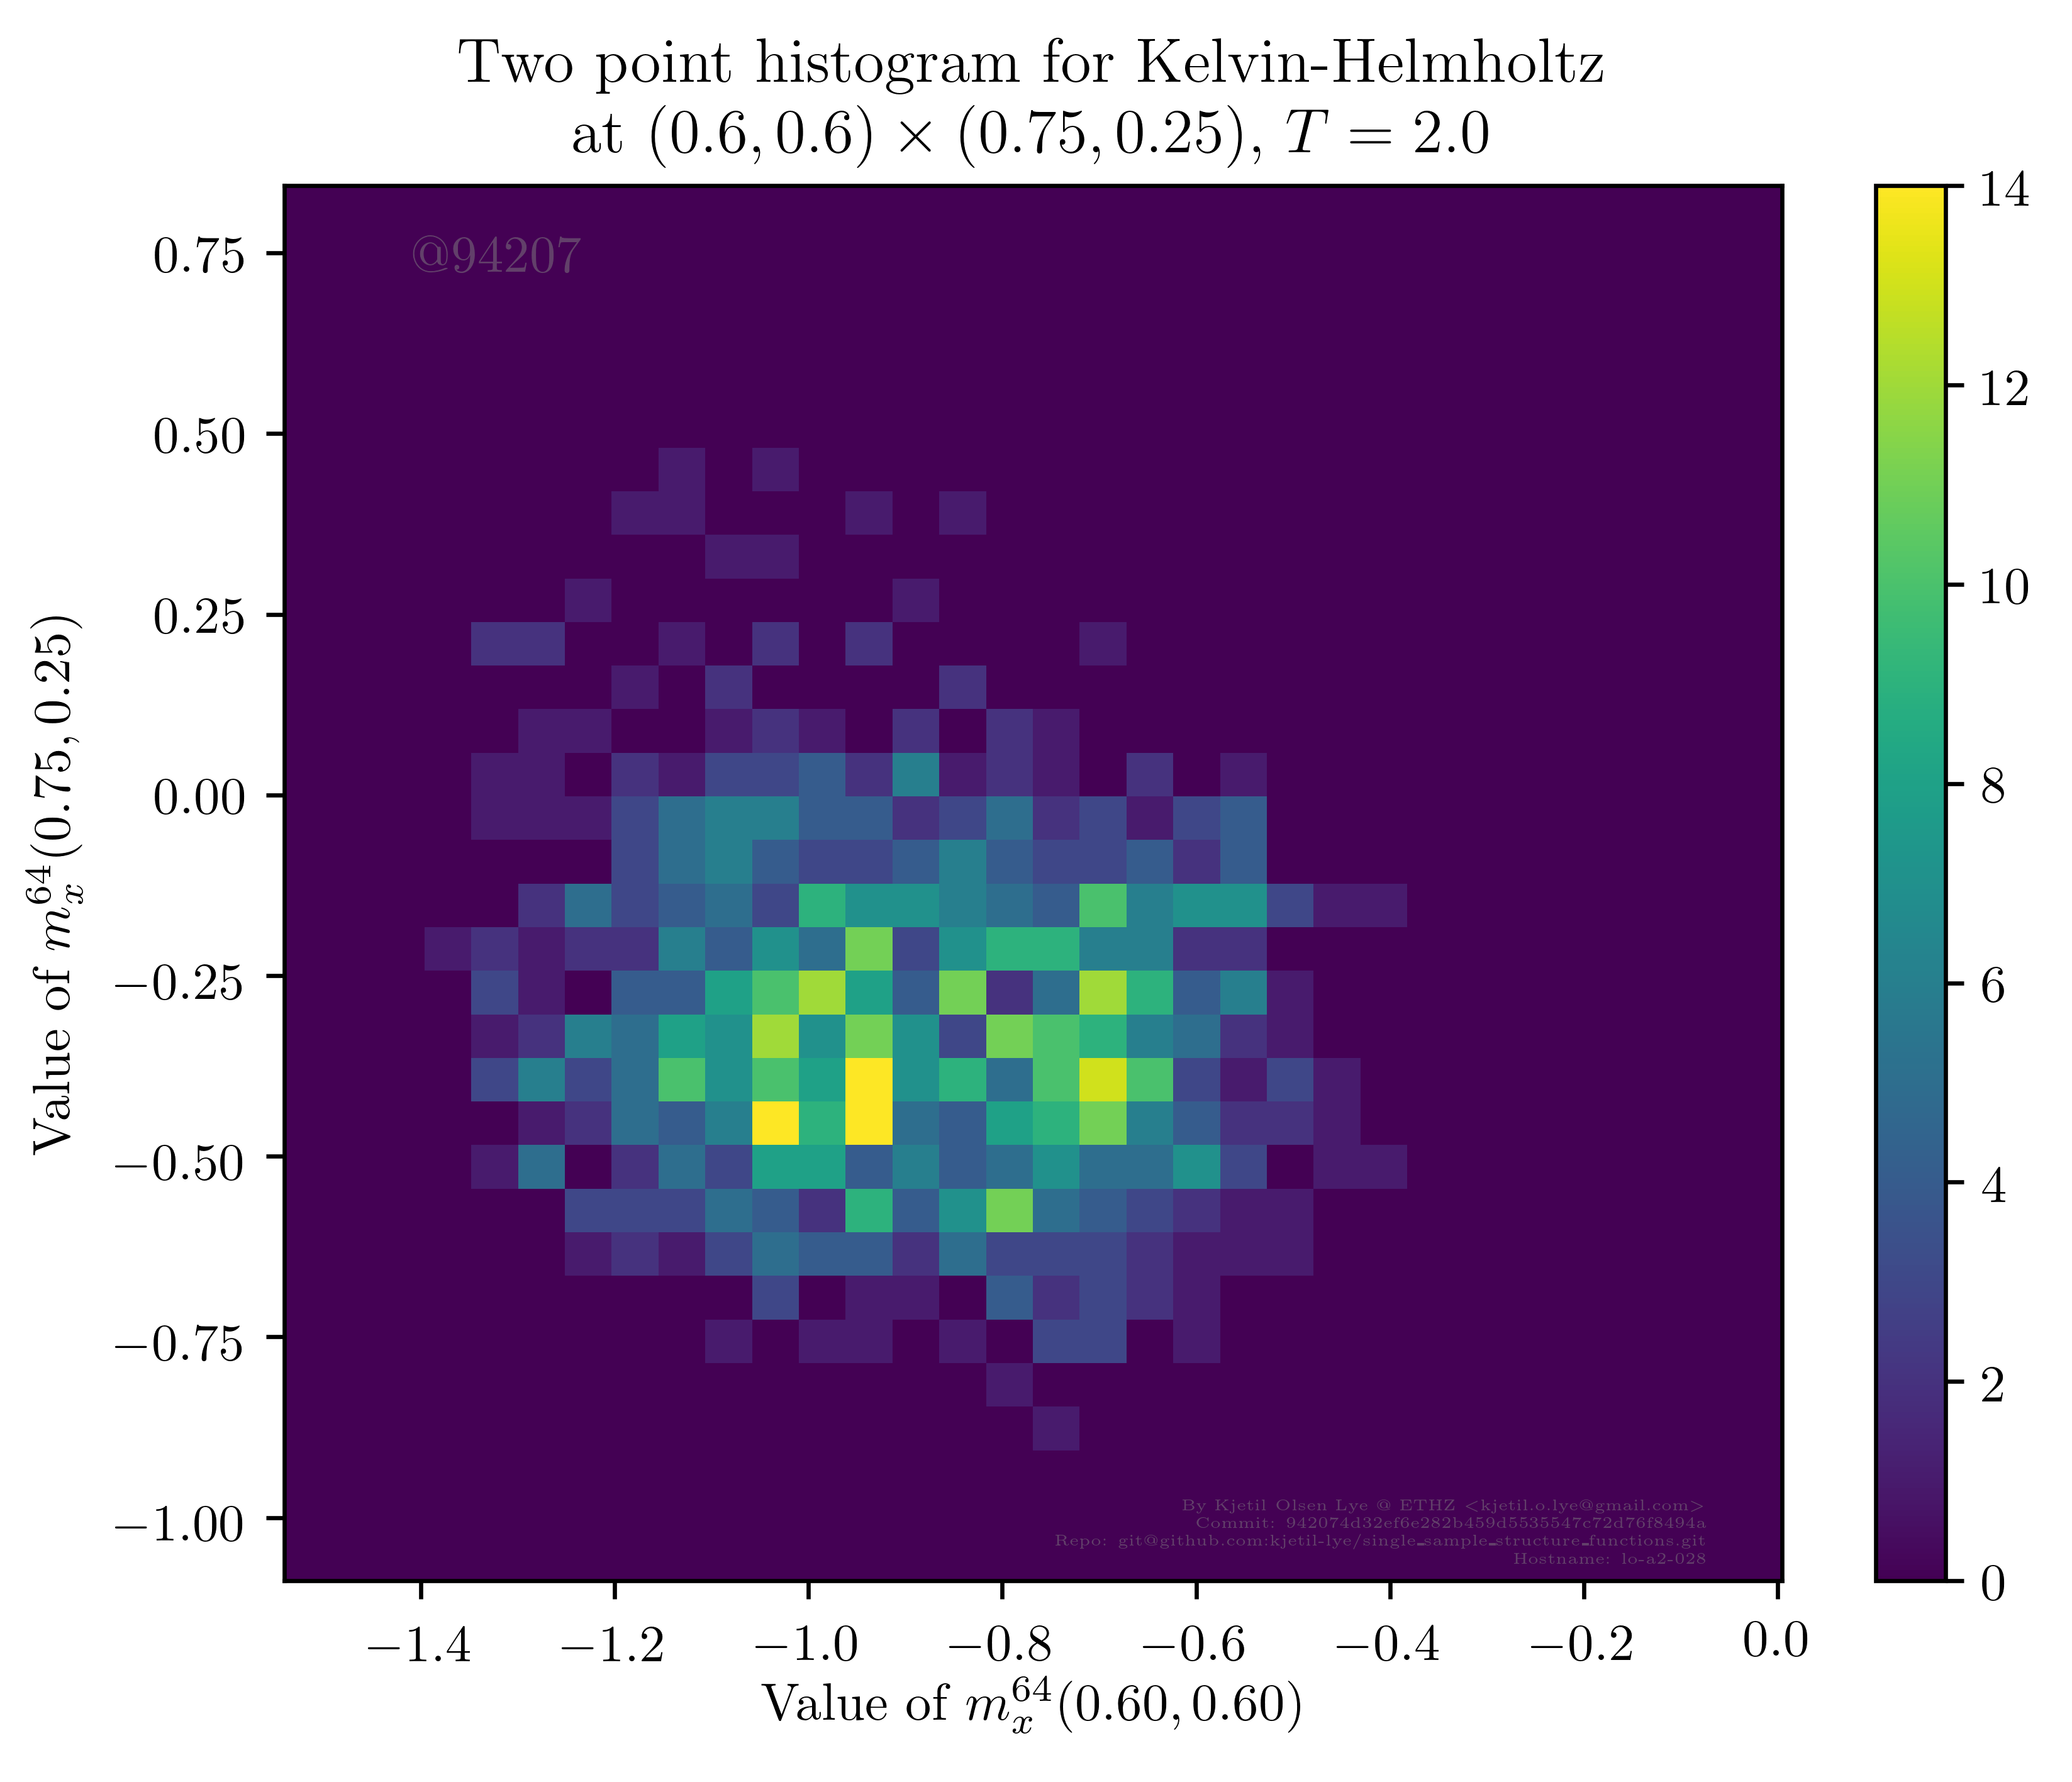 Two point histogram for Kelvin-Helmholtz
at (0.6, 0.6) × (0.75, 0.25), T = 2.0
@94207
0.75
0.50
0.25
0.00
−0.25
−0.50
−0.75
−1.00
Value of m_x^64(0.75, 0.25)
14
12
10
8
6
4
2
0
By Kjetil Olsen Lye @ ETHZ <kjetil.o.lye@gmail.com>
Commit: 942074d32ef6e282b459d5535547c72d76f8494a
Repo: git@github.com:kjetil-lye/single_sample_structure_functions.git
Hostname: lo-a2-028
−1.4 −1.2 −1.0 −0.8 −0.6 −0.4 −0.2 0.0
Value of m_x^64(0.60, 0.60)